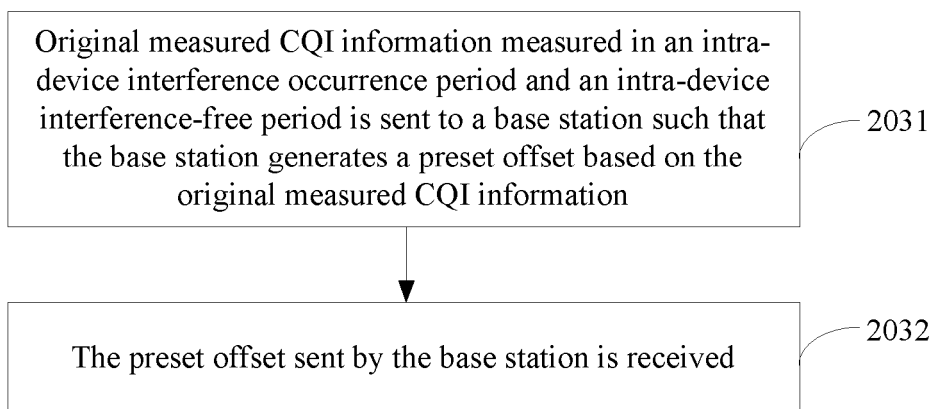 Original measured CQI information measured in an intra-
device interference occurrence period and an intra-device
interference-free period is sent to a base station such that
the base station generates a preset offset based on the
original measured CQI information
2031
The preset offset sent by the base station is received
2032